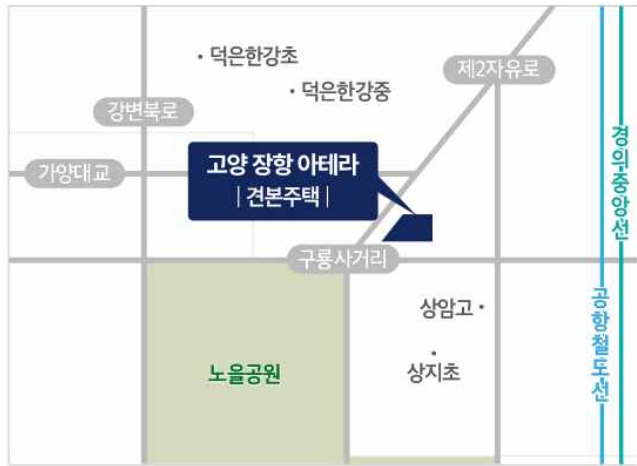 덕은한강초
덕은한강중
제2자유로
강변북로
가양대교
고양 장항 아테라
| 견본주택 |
경의중앙선
구룡사거리
공항철도선
상암고
상지초
노을공원